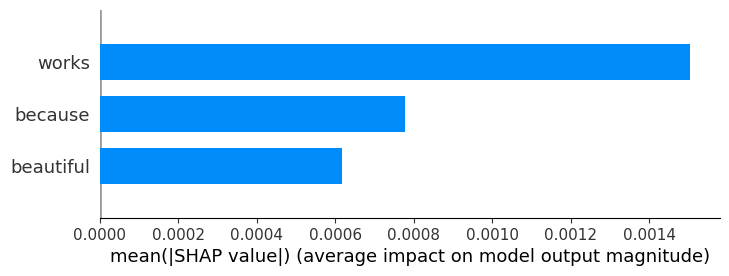 works
because
beautiful
0.0000 0.0002 0.0004 0.0006 0.0008 0.0010 0.0012 0.0014
mean(|SHAP value|) (average impact on model output magnitude)